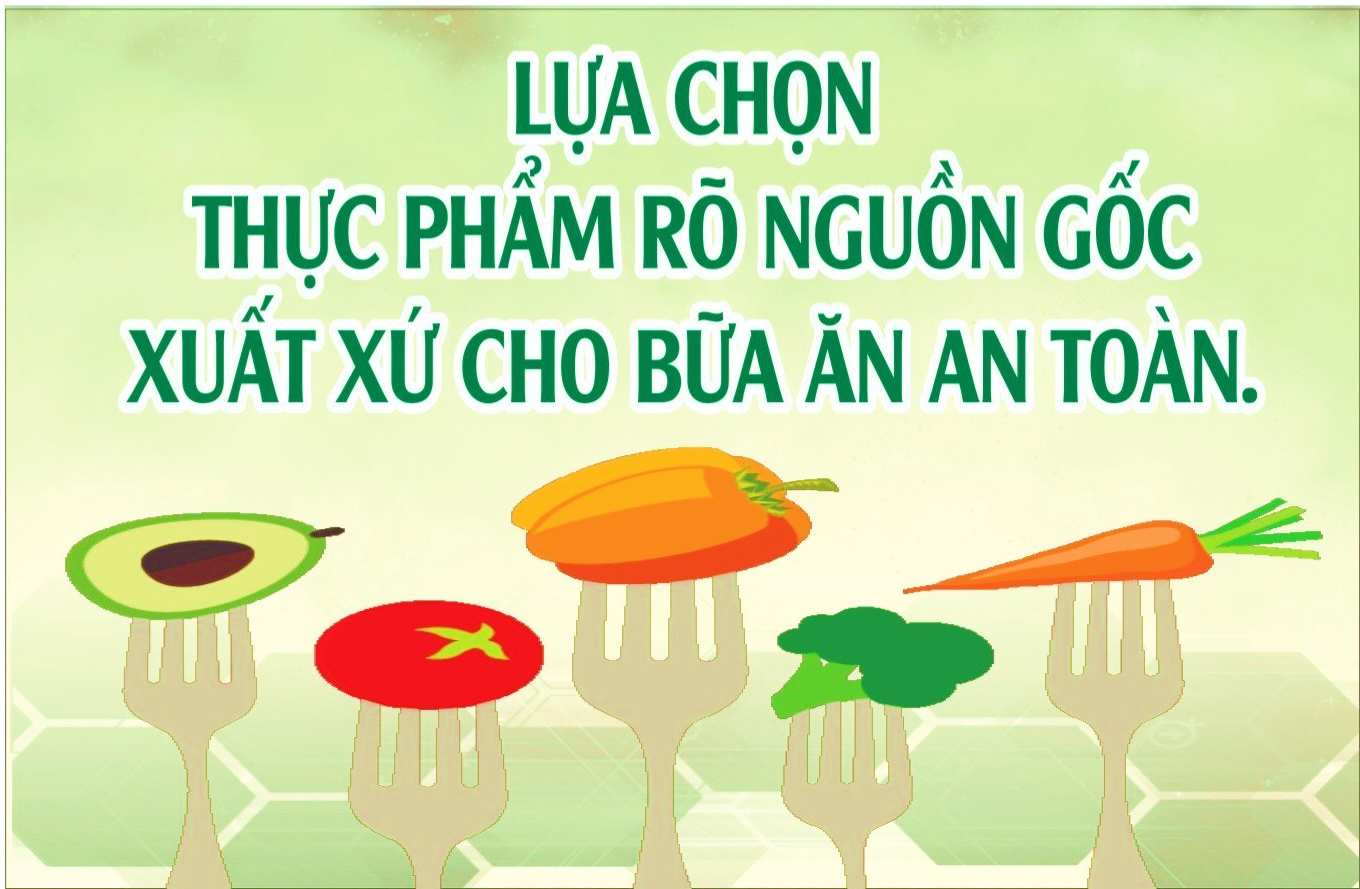 LỰA CHỌN
THỰC PHẨM RÕ NGUỒN GỐC
XUẤT XỨ CHO BỮA ĂN AN TOÀN.